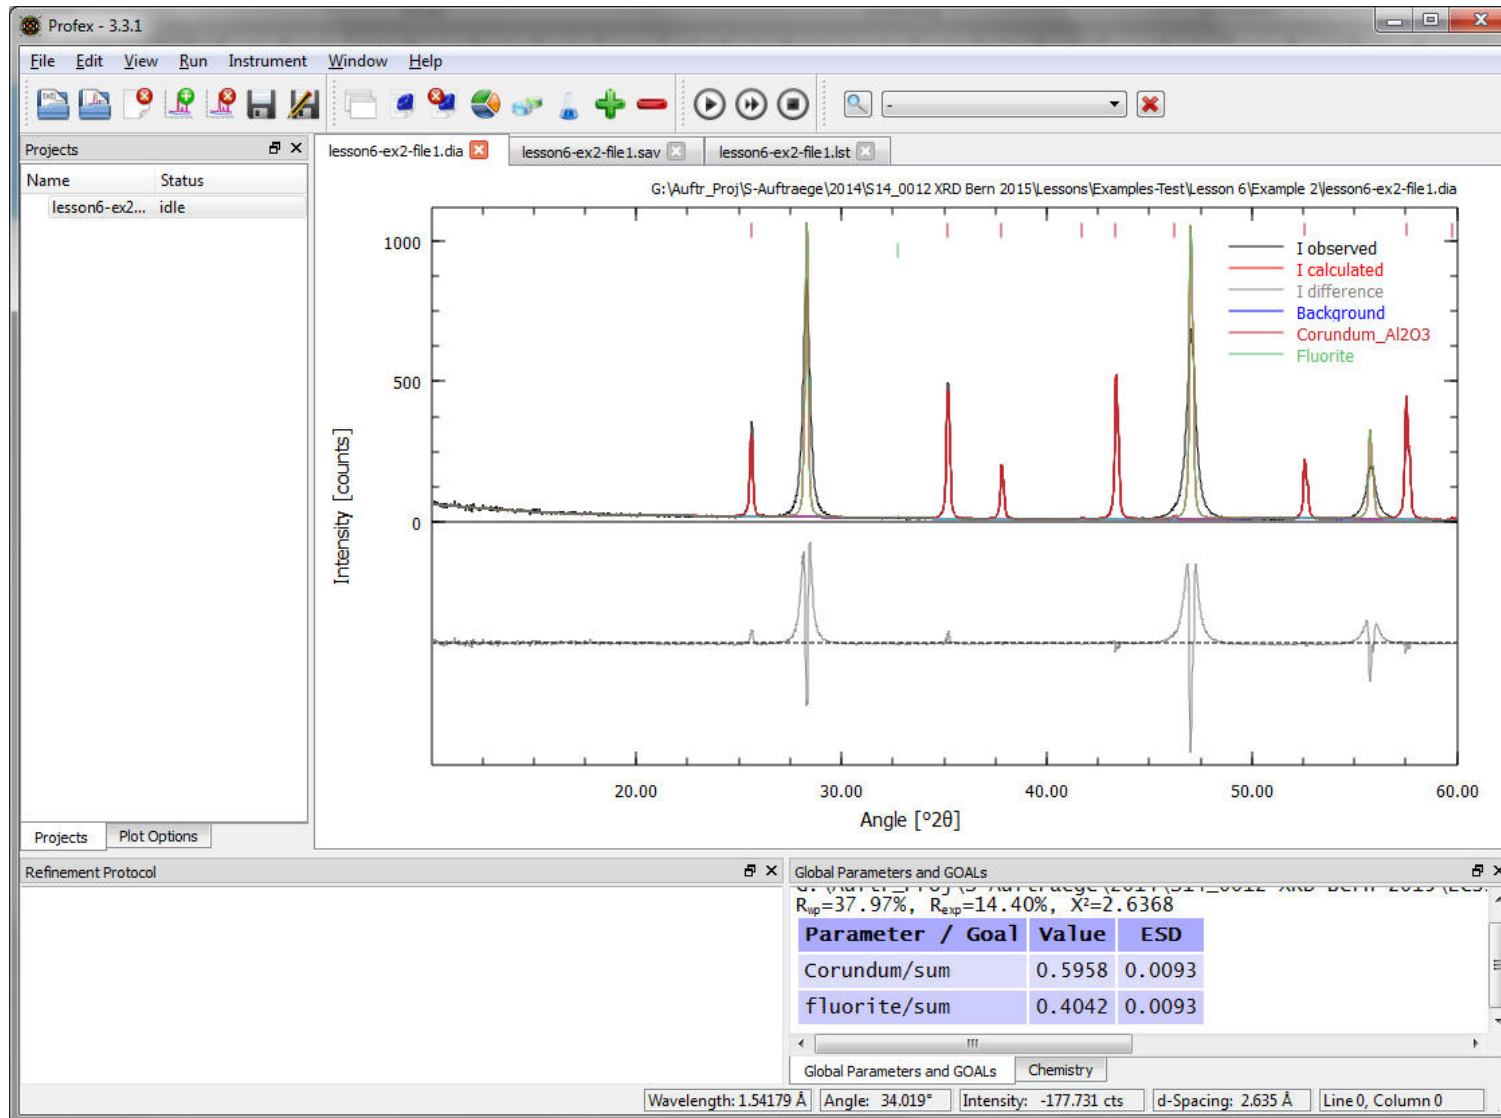 Profex - 3.3.1
File Edit View Run Instrument Window Help
-
Projects
Name Status
lesson6-ex2... idle
Projects Plot Options
lesson6-ex2-file1.dia lesson6-ex2-file1.sav lesson6-ex2-file1.lst
G:\Auftr_Proj\S-Auftraege\2014\S14_0012 XRD Bern 2015\Lessons\Examples-Test\Lesson 6\Example 2\lesson6-ex2-file1.dia
1000
500
0
Intensity [counts]
I observed
I calculated
I difference
Background
Corundum_Al2O3
Fluorite
20.00 30.00 40.00 50.00 60.00
Angle [°2θ]
Refinement Protocol
Global Parameters and GOALs
Rwp=37.97%, Rexp=14.40%, X²=2.6368
Parameter / Goal Value ESD
Corundum/sum 0.5958 0.0093
fluorite/sum 0.4042 0.0093
Global Parameters and GOALs Chemistry
Wavelength: 1.54179 Å Angle: 34.019° Intensity: -177.731 cts d-Spacing: 2.635 Å Line 0, Column 0